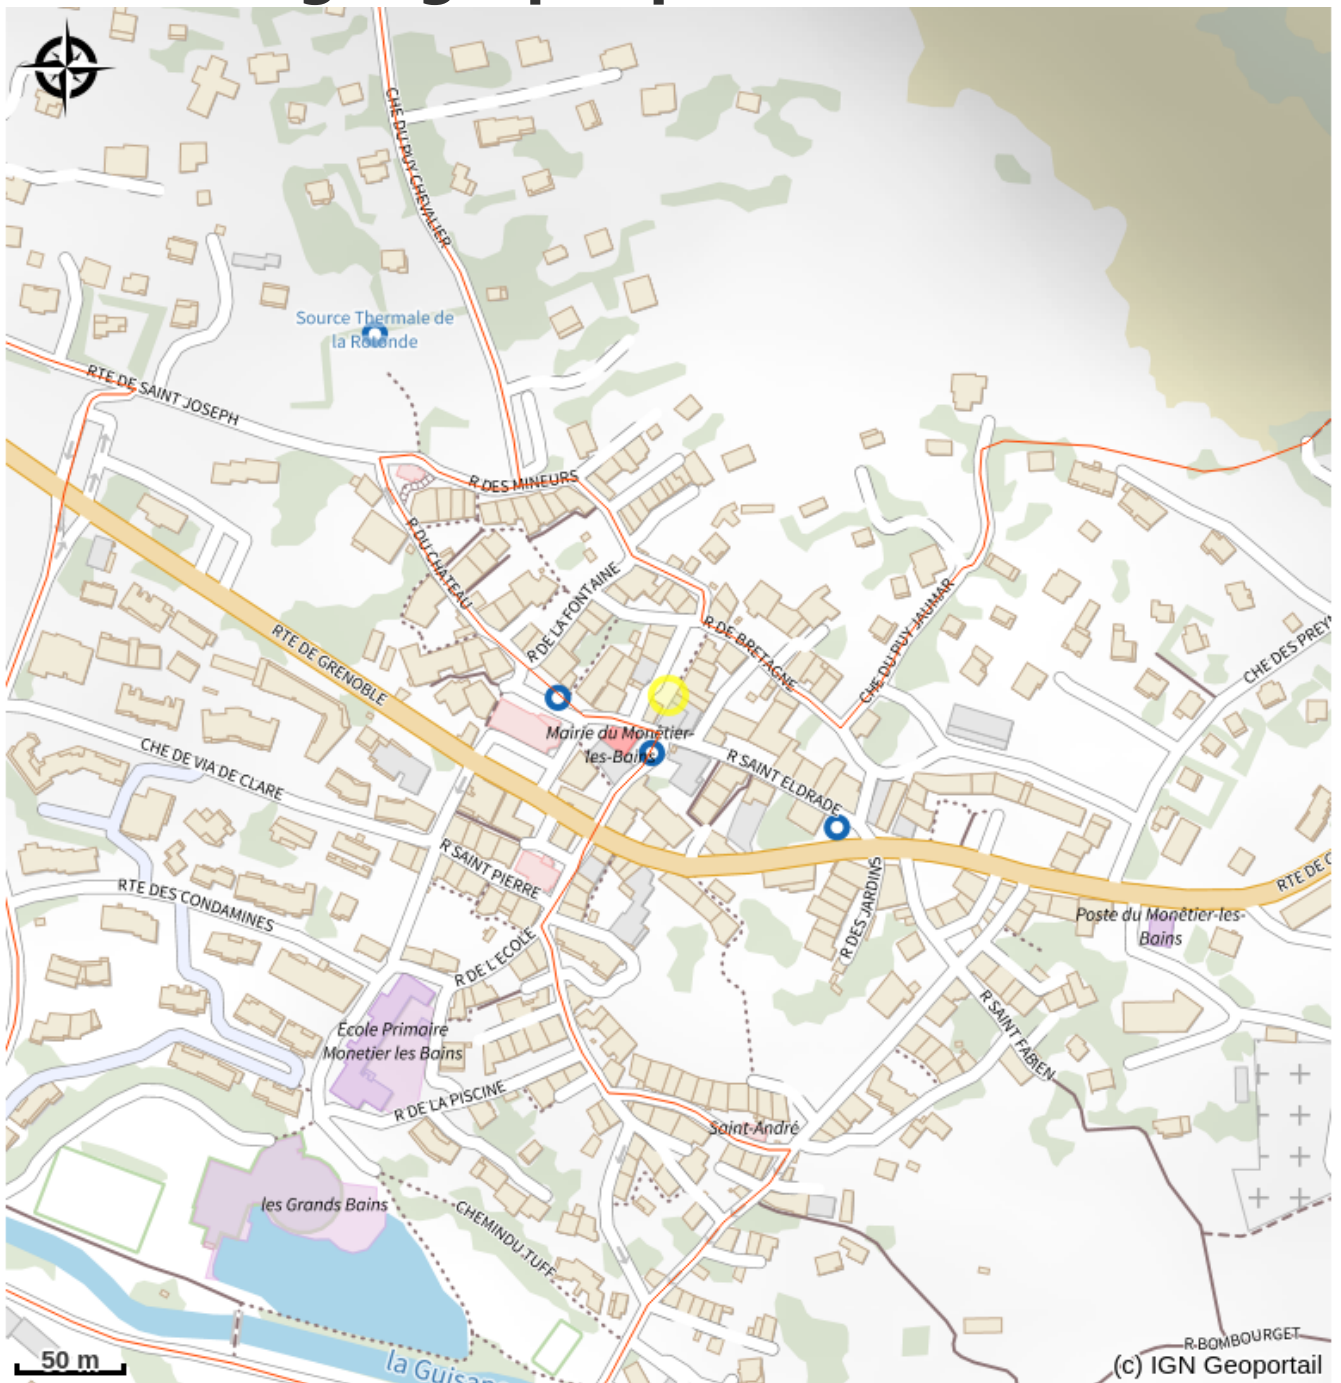 CHE DU PUY CHEVALIER
Source Thermale de
la Rotonde
RTE DE SAINT JOSEPH
R DES MINEURS
R DU CHATEAU
R DE LA FONTAINE
R DE BRETAGNE
CHE DU PUY JAUMAR
CHE DES PREY
RTE DE GRENOBLE
Mairie du Monêtier-
les-Bains
CHE DE VIA DE CLARE
R SAINT ELDRADE
R SAINT PIERRE
RTE DES CONDAMINES
R DES JARDINS
RTE DE G
Poste du Monêtier-les-
Bains
R DE L'ECOLE
R SAINT FABIEN
Ecole Primaire
Monetier les Bains
R DE LA PISCINE
Saint-André
les Grands Bains
CHEMIN DU TUFF
R BOMBOURGET
50 m
la Guisan
(c) IGN Geoportail